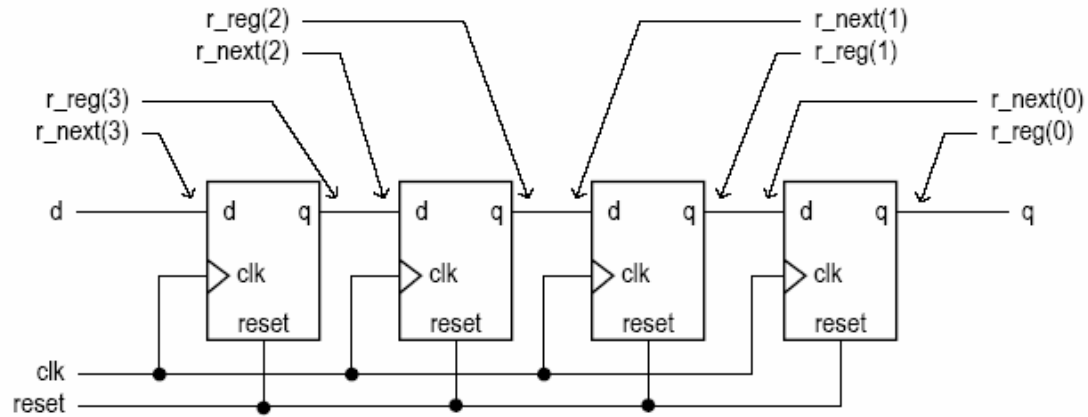 r_reg(2)
r_next(2)
r_next(1)
r_reg(1)
r_reg(3)
r_next(3)
r_next(0)
r_reg(0)
d
d q
d q
d q
d q
q
clk
clk
clk
clk
reset
reset
reset
reset
clk
reset